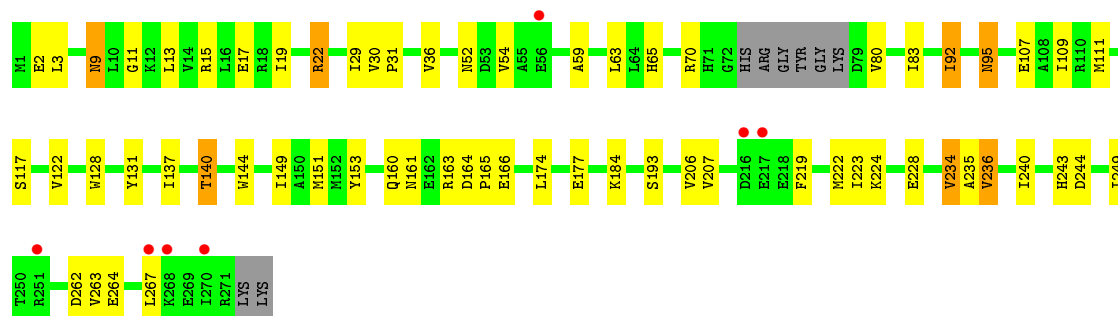 M1 E2 L3 N9 L10 G11 K12 L13 V14 R15 L16 E17 R18 I19 R22 I29 V30 P31 V36 N52 D53 V54 A55 E56 A59 L63 L64 H65 R70 H71 G72 HIS ARG GLY TYR GLY LYS D79 V80 I83 I92 N95 E107 A108 I109 R110 M111
S117 V122 W128 Y131 I137 T140 W144 I149 A150 M151 M152 Y153 Q160 N161 E162 R163 D164 P165 E166 L174 E177 K184 S193 V206 V207 D216 E217 E218 F219 M222 I223 K224 E228 V234 A235 V236 I240 H243 D244
T250 R251 D262 V263 E264 L267 K268 E269 I270 R271 LYS LYS